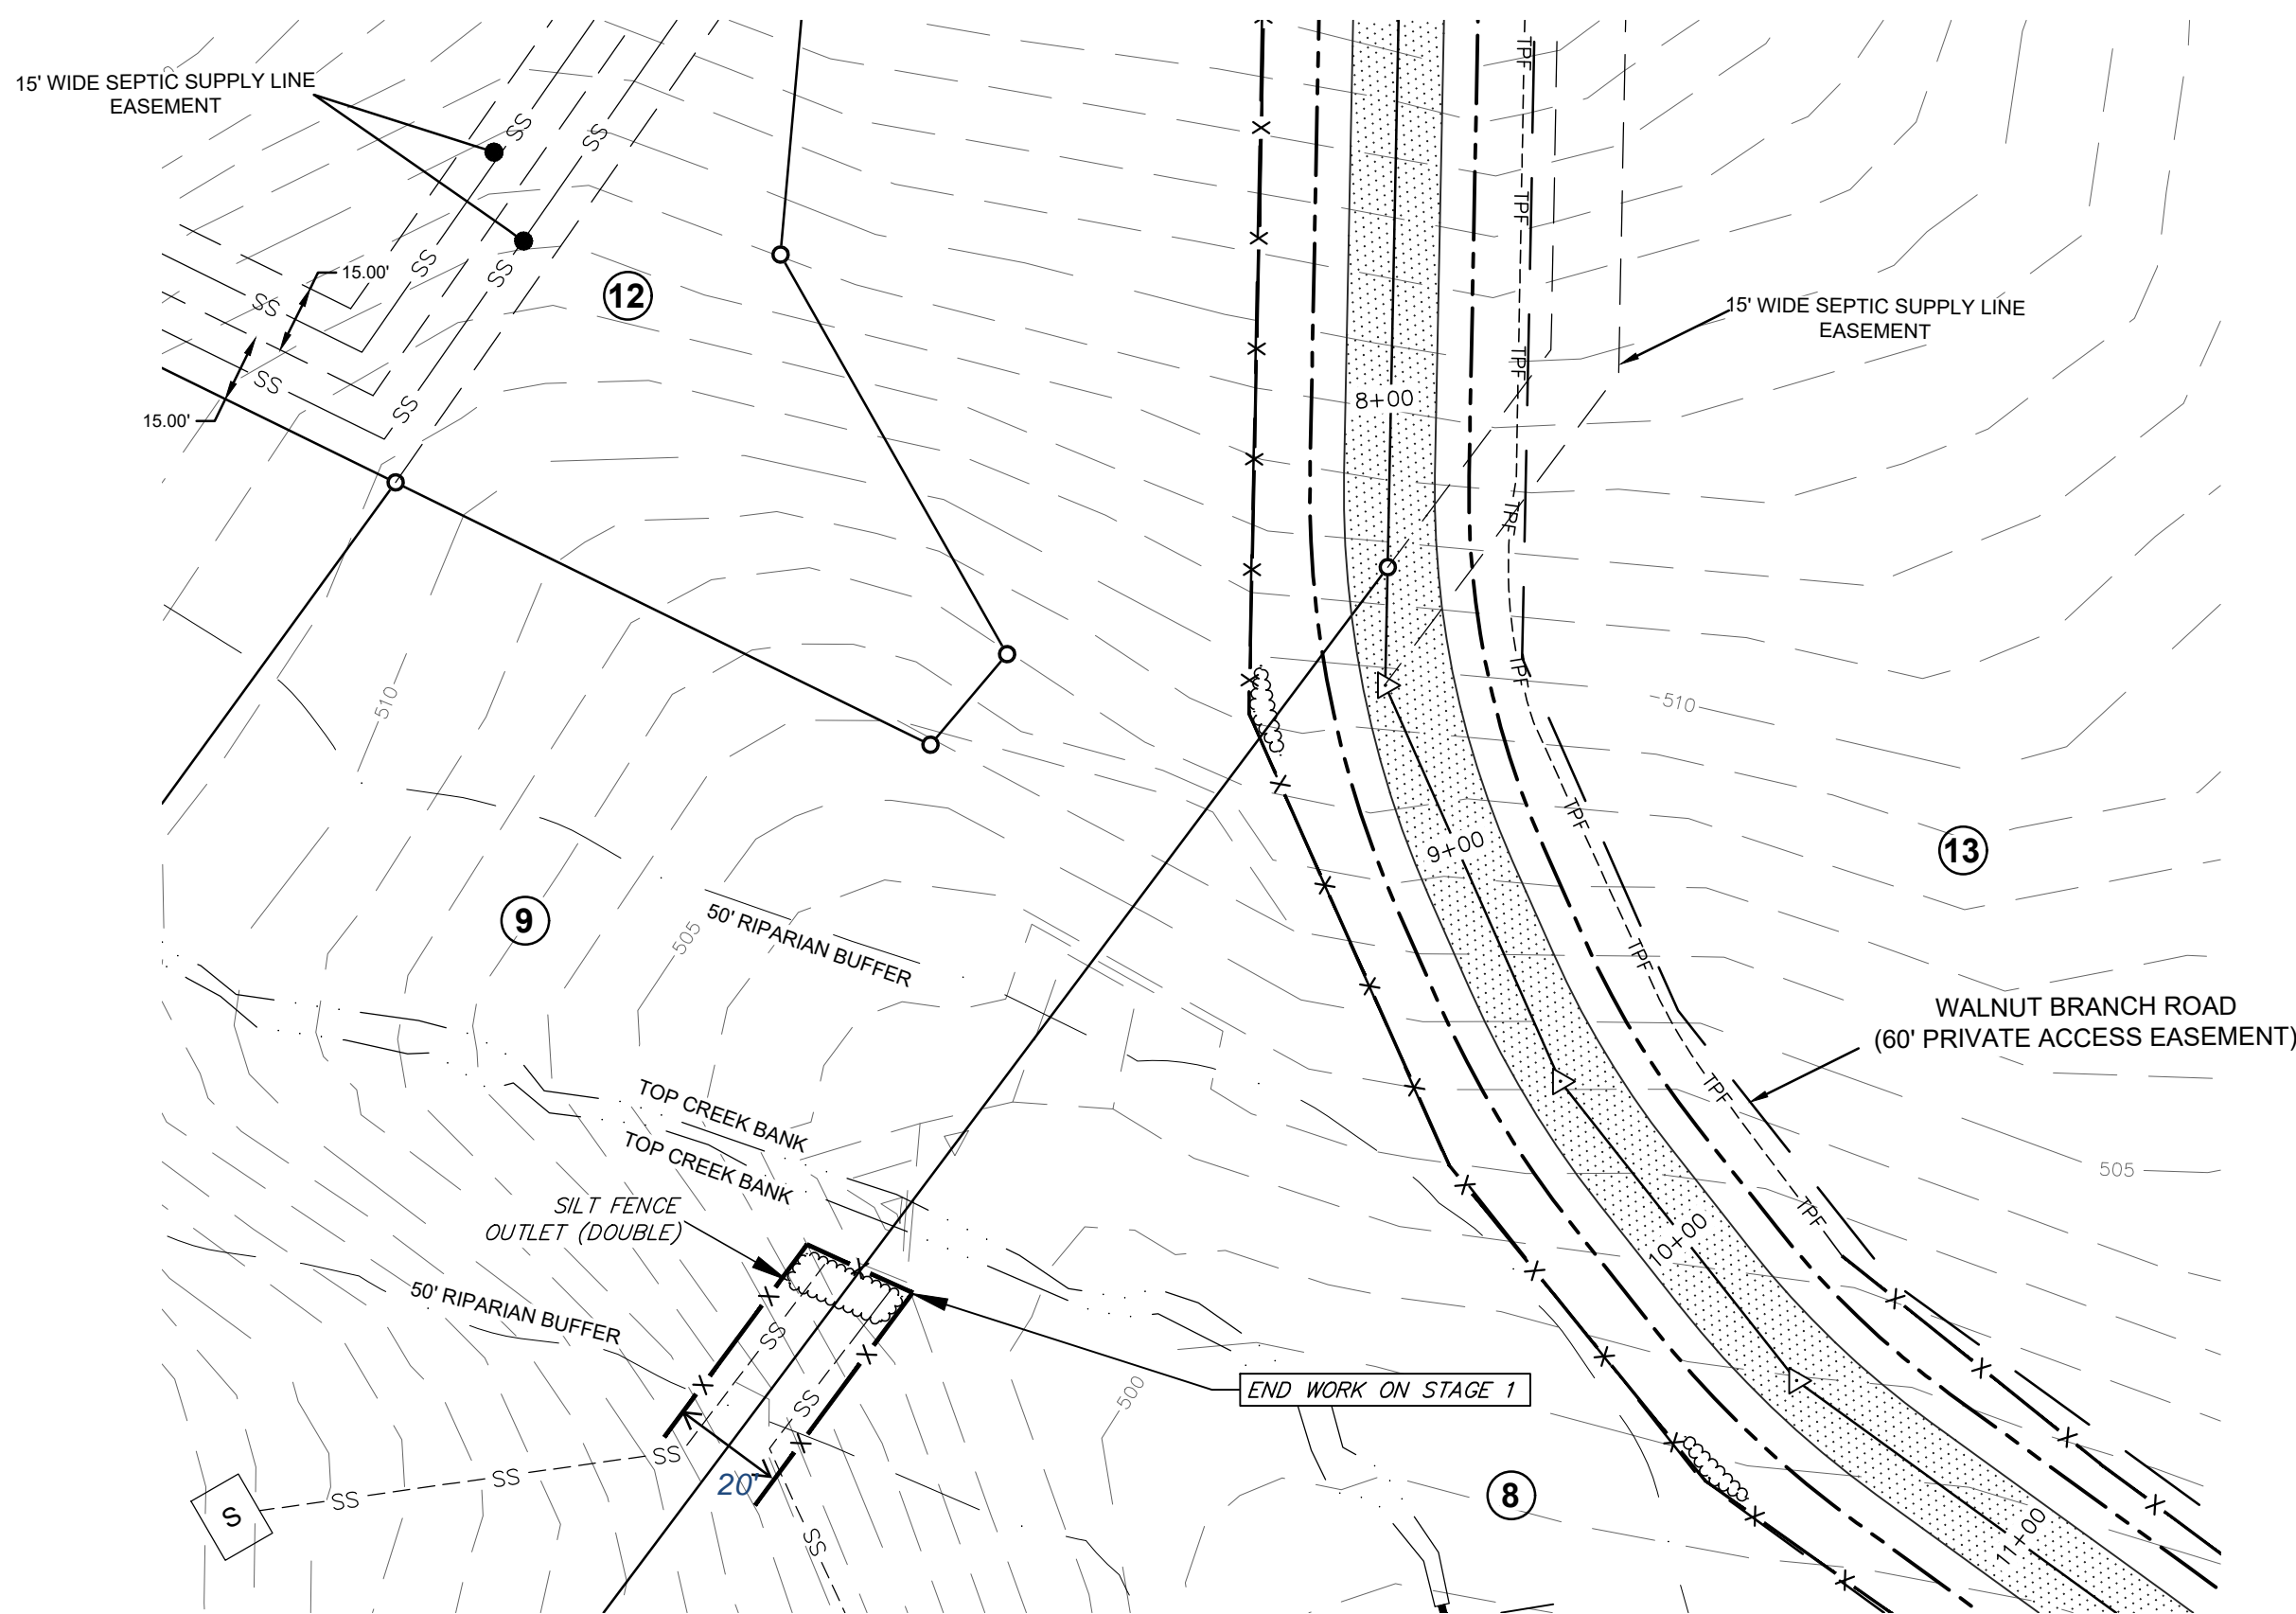 15' WIDE SEPTIC SUPPLY LINE
EASEMENT
SS
SS
SS
SS
SS
SS
SS
15.00'
15.00'
12
TPF
TPF
TPF
TPF
TPF
TPF
TPF
TPF
TPF
15' WIDE SEPTIC SUPPLY LINE
EASEMENT
8+00
510
510
9+00
13
9
505
50' RIPARIAN BUFFER
WALNUT BRANCH ROAD
(60' PRIVATE ACCESS EASEMENT)
TOP CREEK BANK
TOP CREEK BANK
505
SILT FENCE
OUTLET (DOUBLE)
10+00
50' RIPARIAN BUFFER
SS
SS
END WORK ON STAGE 1
500
SS
SS
SS
20'
S
SS
8
11+00